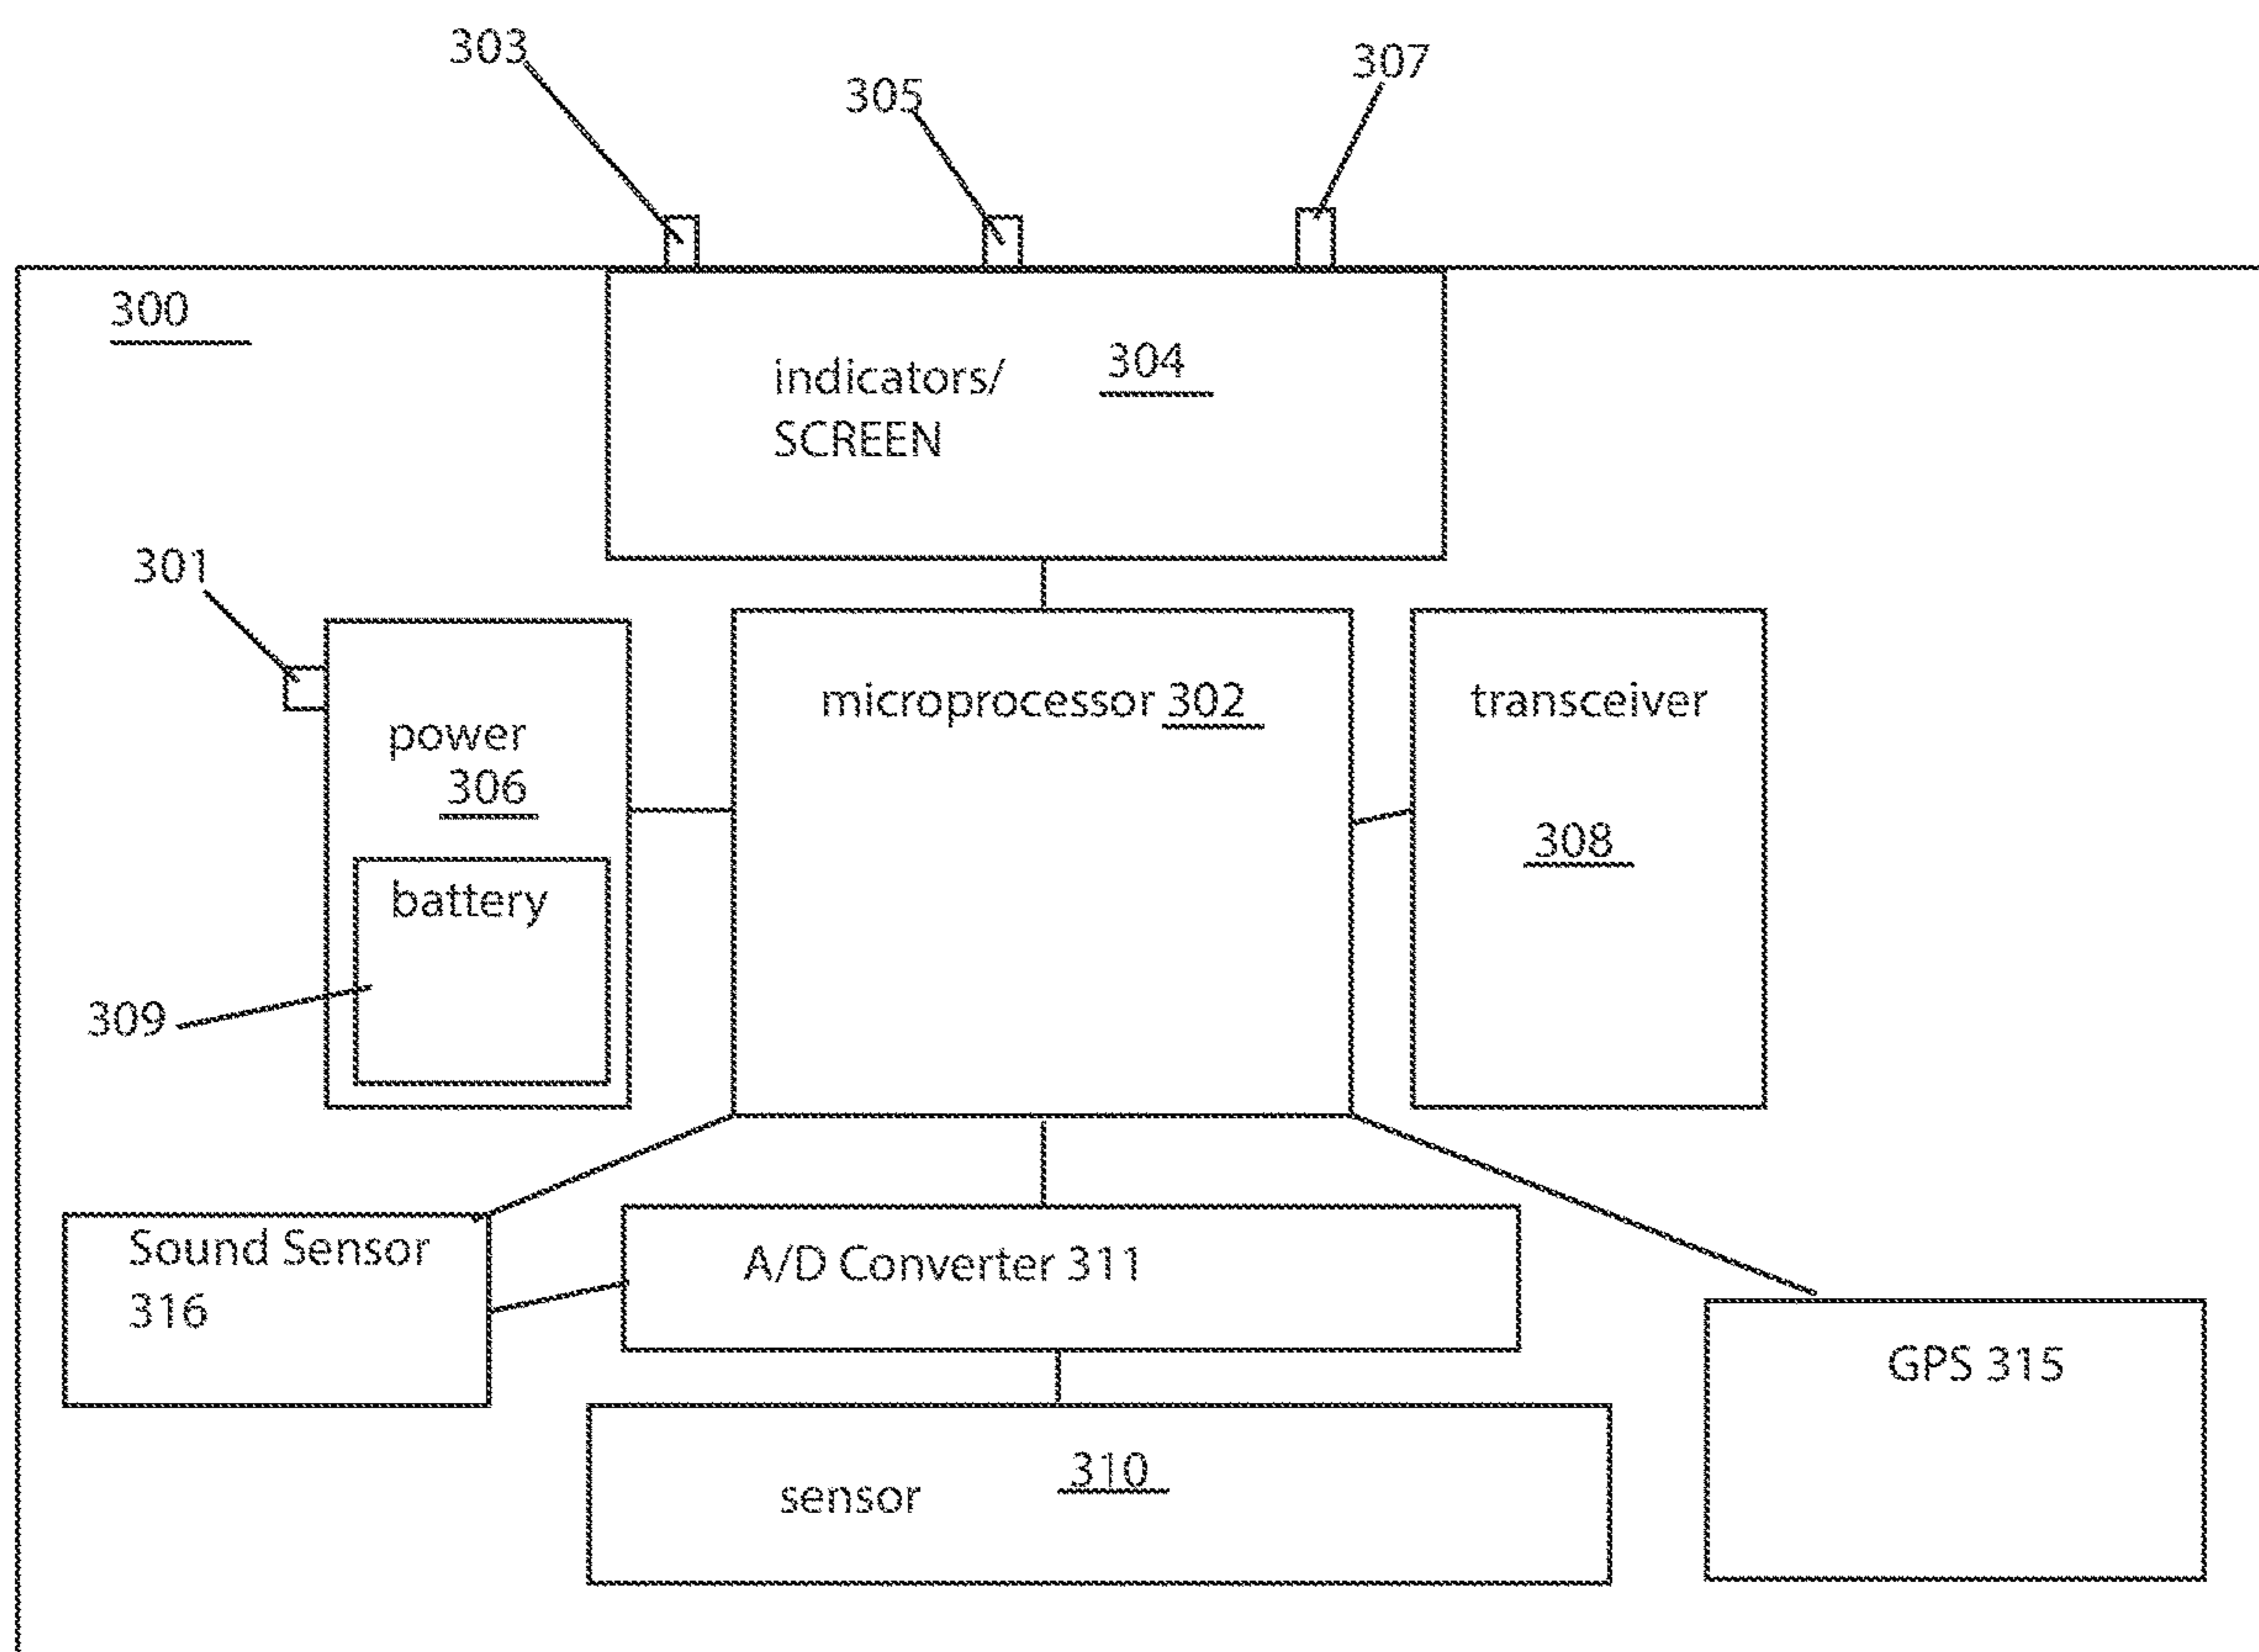 303
305
307
300
indicators/ 304
SCREEN
301
microprocessor 302
transceiver
power
306
308
battery
309
Sound Sensor
316
A/D Converter 311
GPS 315
sensor 310